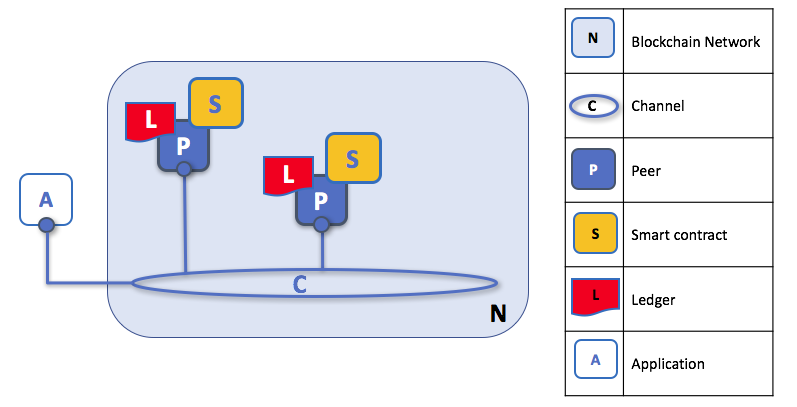 S
L
P
S
L
P
A
C
N
N Blockchain Network
C Channel
P Peer
S Smart contract
L Ledger
A Application